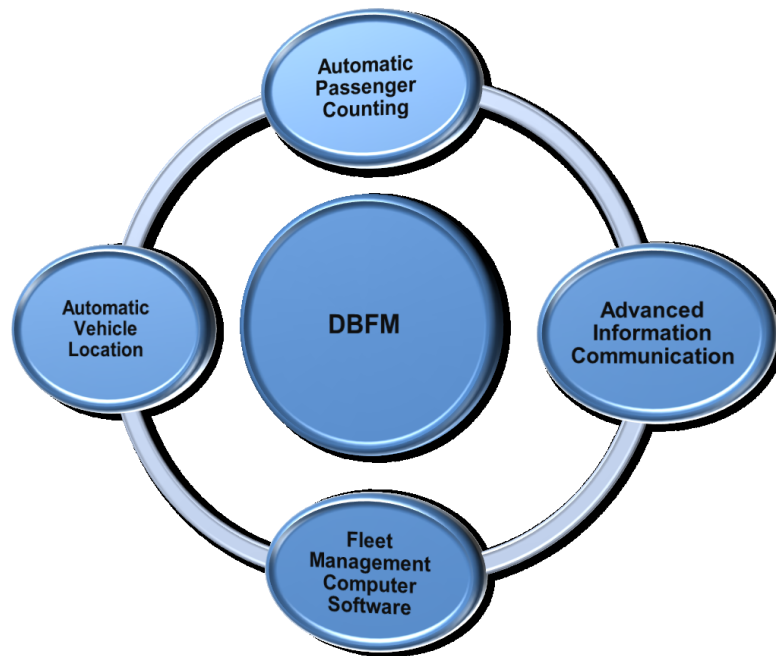 Automatic
Passenger
Counting
Automatic
Vehicle
Location
DBFM
Advanced
Information
Communication
Fleet
Management
Computer
Software